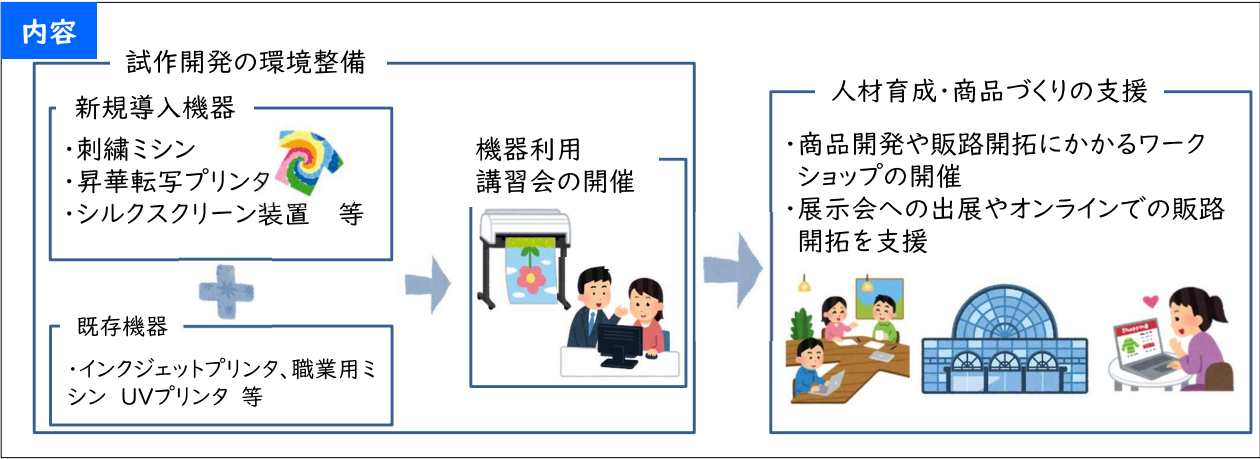 内容
試作開発の環境整備
新規導入機器
・刺繍ミシン
・昇華転写プリンタ
・シルクスクリーン装置 等
既存機器
・インクジェットプリンタ、職業用ミ
シン UVプリンタ 等
機器利用
講習会の開催
人材育成・商品づくりの支援
・商品開発や販路開拓にかかるワーク
ショップの開催
・展示会への出展やオンラインでの販路
開拓を支援
Shopping